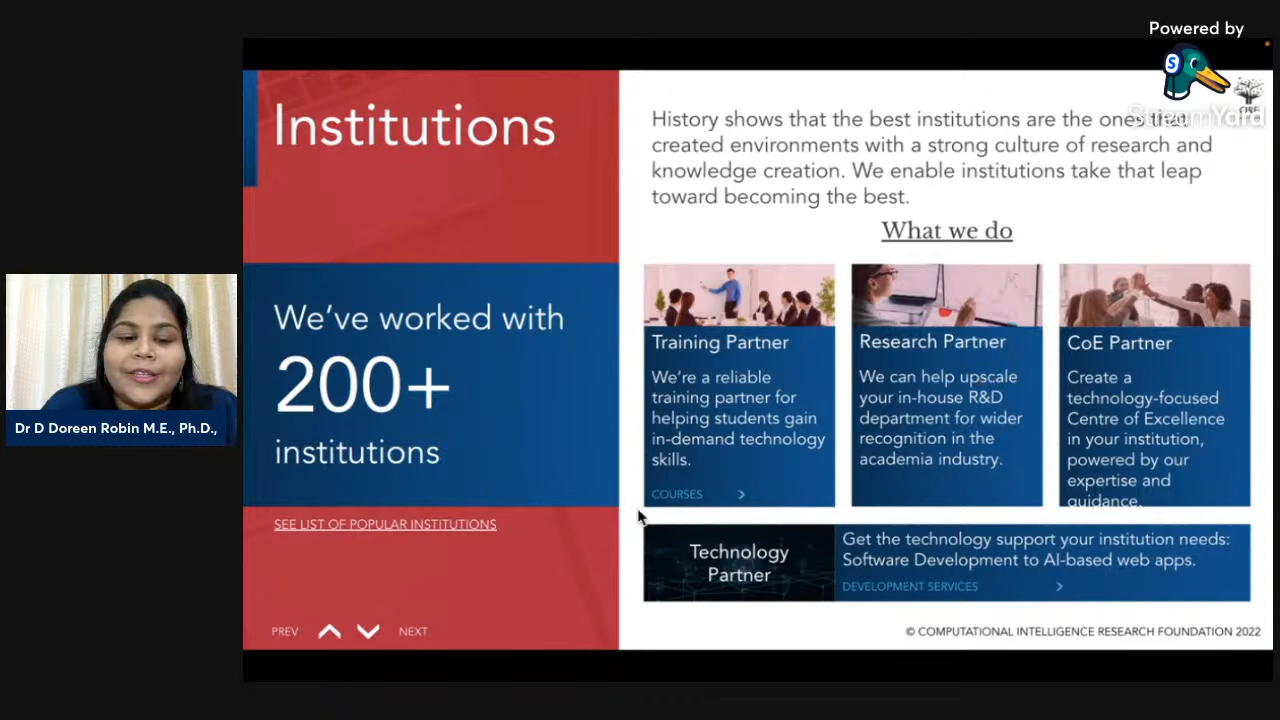 Powered by
S
StreamYard
CIRF
Institutions
We've worked with
200+
institutions
SEE LIST OF POPULAR INSTITUTIONS
PREV
NEXT
History shows that the best institutions are the ones that
created environments with a strong culture of research and
knowledge creation. We enable institutions take that leap
toward becoming the best.
What we do
Training Partner
We're a reliable
training partner for
helping students gain
in-demand technology
skills.
COURSES
Research Partner
We can help upscale
your in-house R&D
department for wider
recognition in the
academia industry.
CoE Partner
Create a
technology-focused
Centre of Excellence
in your institution,
powered by our
expertise and
guidance.
Technology
Partner
Get the technology support your institution needs:
Software Development to AI-based web apps.
DEVELOPMENT SERVICES
© COMPUTATIONAL INTELLIGENCE RESEARCH FOUNDATION 2022
Dr D Doreen Robin M.E., Ph.D.,